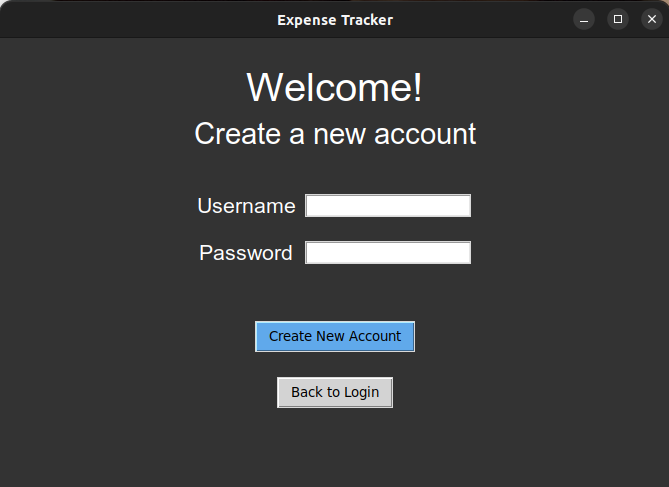 Expense Tracker
Welcome!
Create a new account
Username
Password
Create New Account
Back to Login